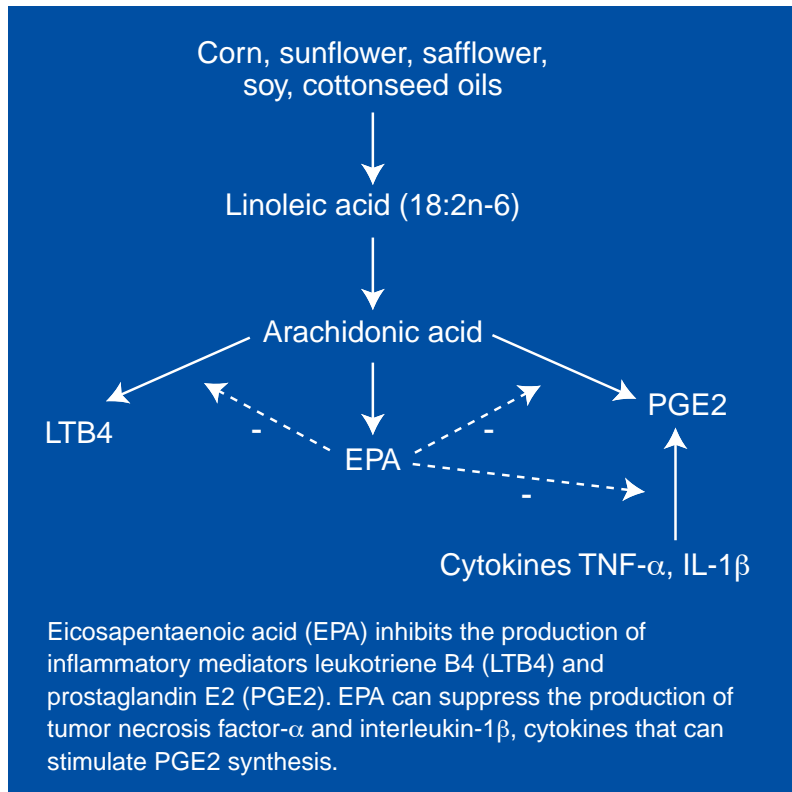 Corn, sunflower, safflower,
soy, cottonseed oils
Linoleic acid (18:2n-6)
Arachidonic acid
LTB4
PGE2
-
-
EPA
-
Cytokines TNF-α, IL-1β
Eicosapentaenoic acid (EPA) inhibits the production of
inflammatory mediators leukotriene B4 (LTB4) and
prostaglandin E2 (PGE2). EPA can suppress the production of
tumor necrosis factor-α and interleukin-1β, cytokines that can
stimulate PGE2 synthesis.